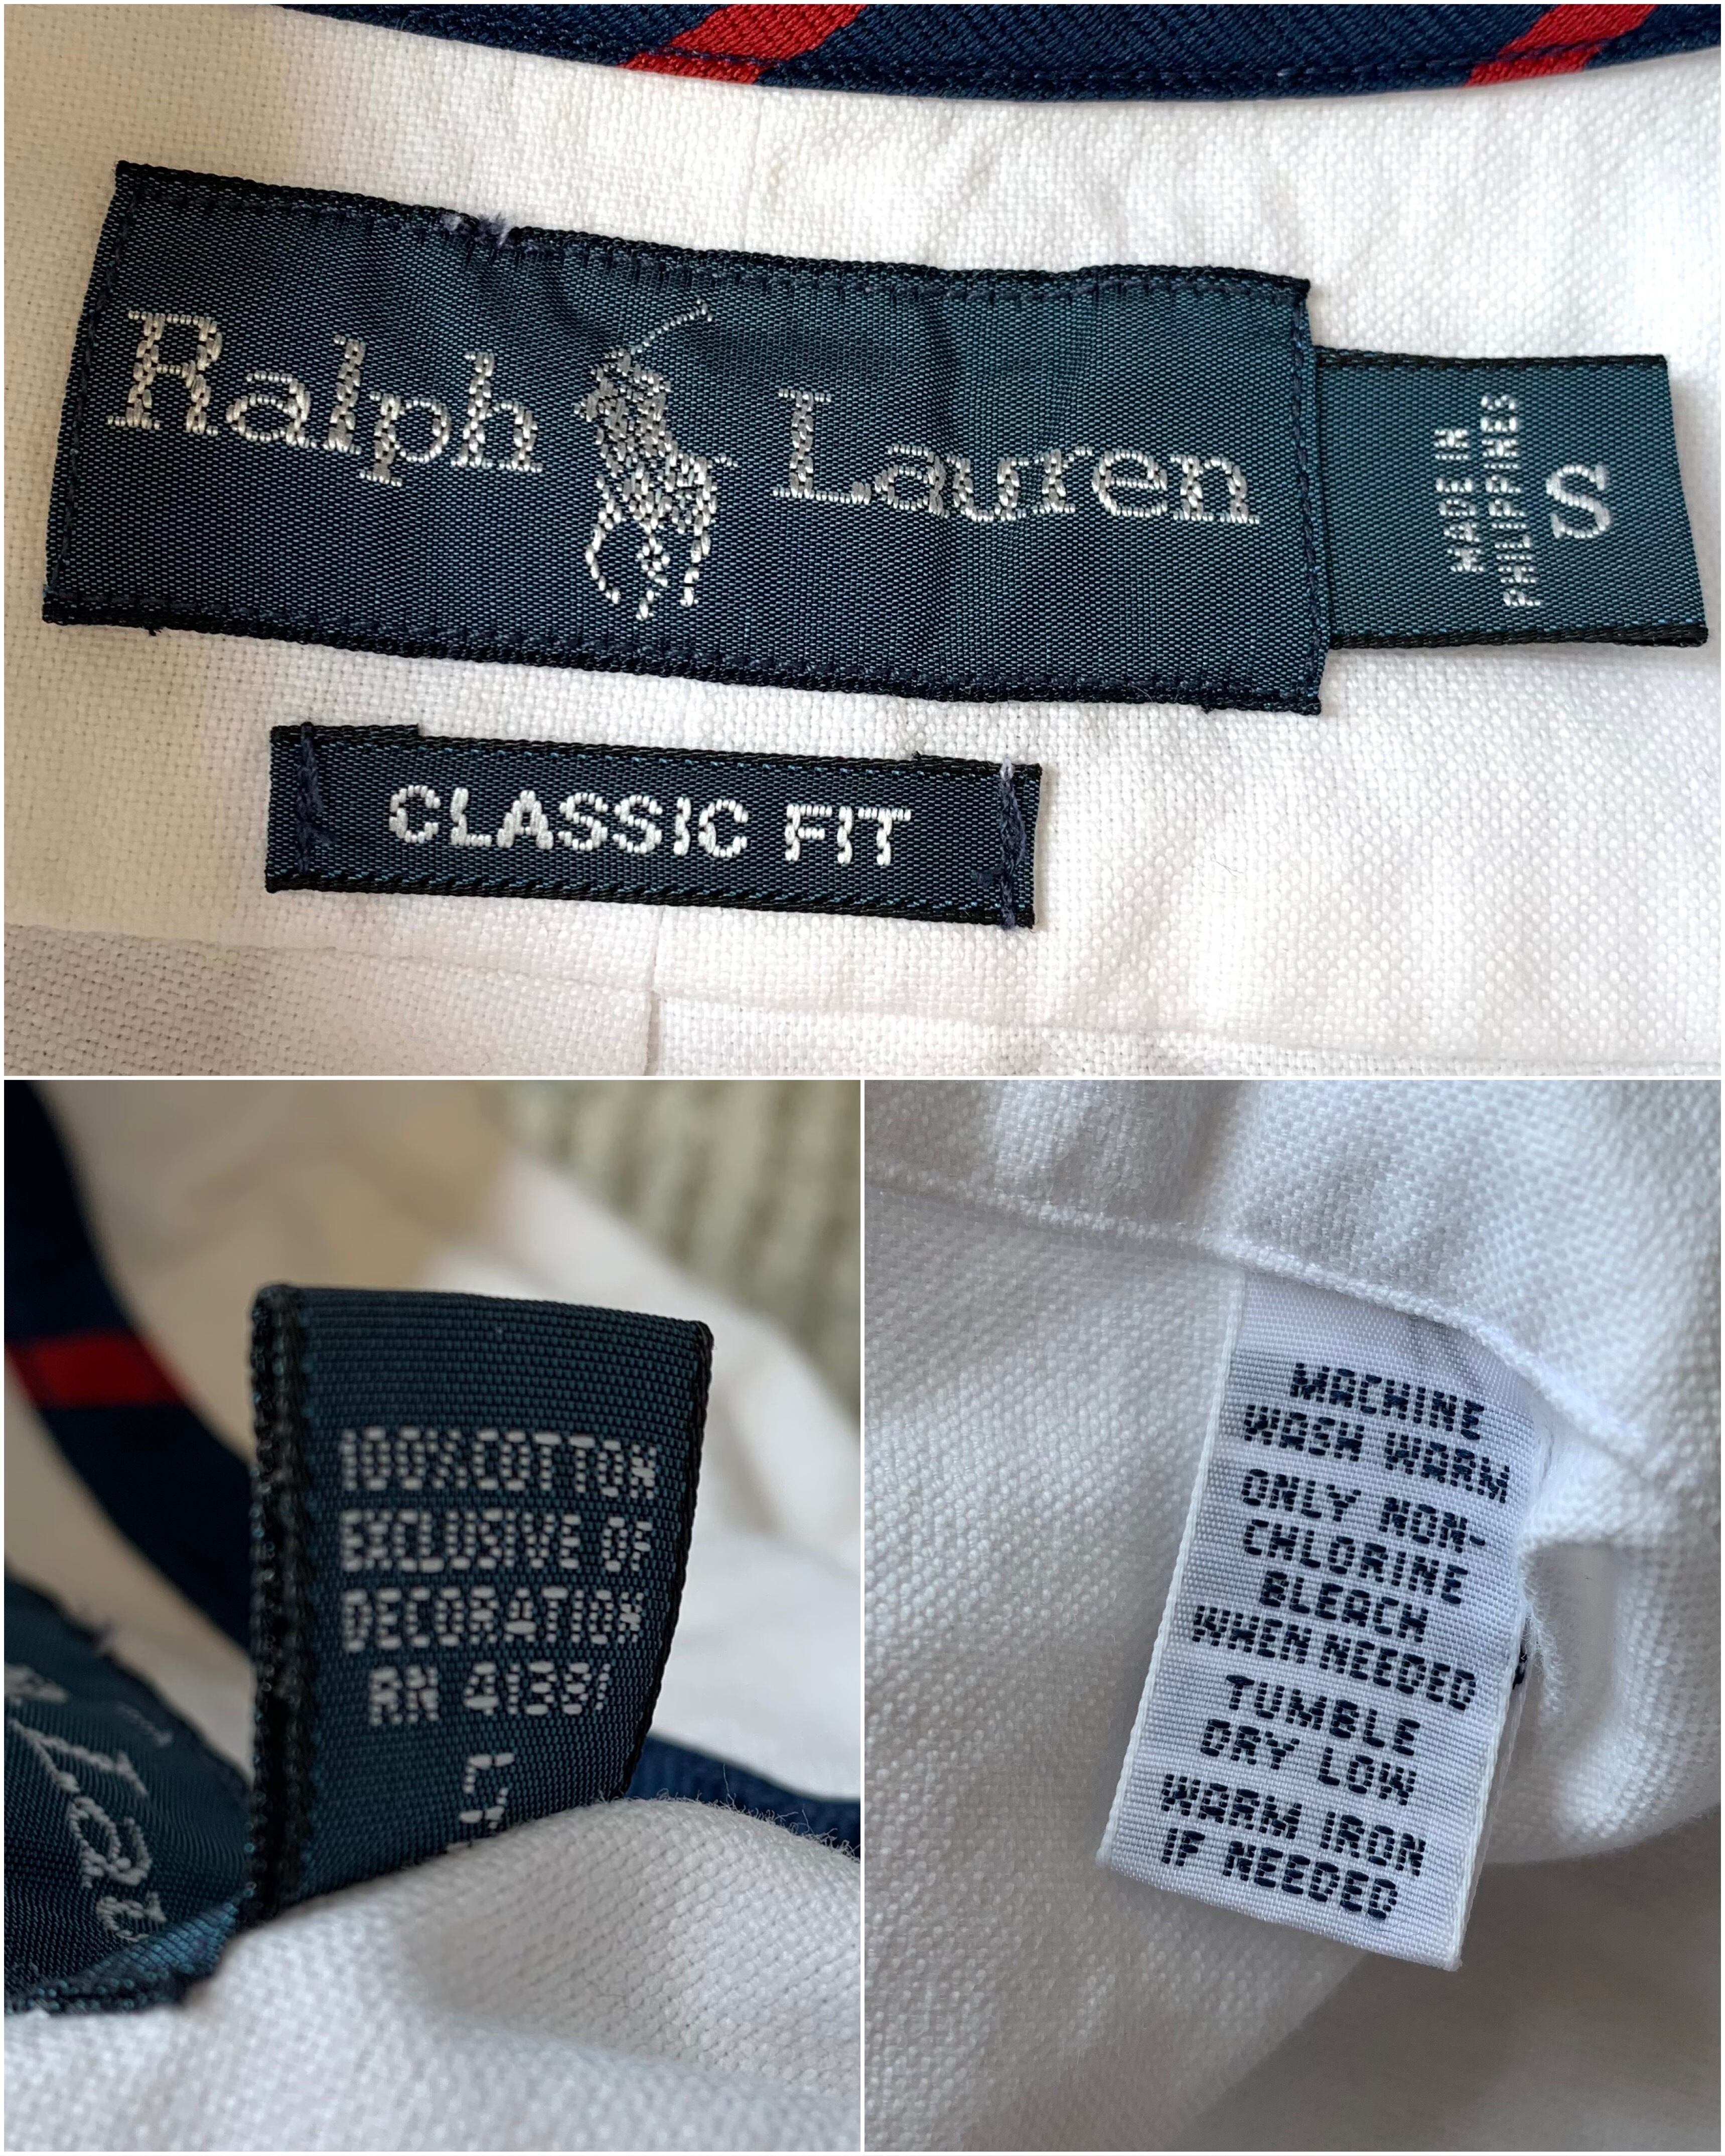 Ralph Lauren
MADE IN
PHILIPPINES
S
CLASSIC FIT
100% COTTON
EXCLUSIVE OF
DECORATION
RN 41381
MACHINE
WASH WARM
ONLY NON-
CHLORINE
BLEACH
WHEN NEEDED
TUMBLE
DRY LOW
WARM IRON
IF NEEDED